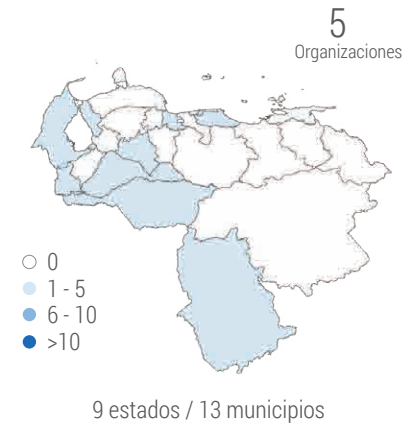 5
Organizaciones
0
1 - 5
6 - 10
>10
9 estados / 13 municipios